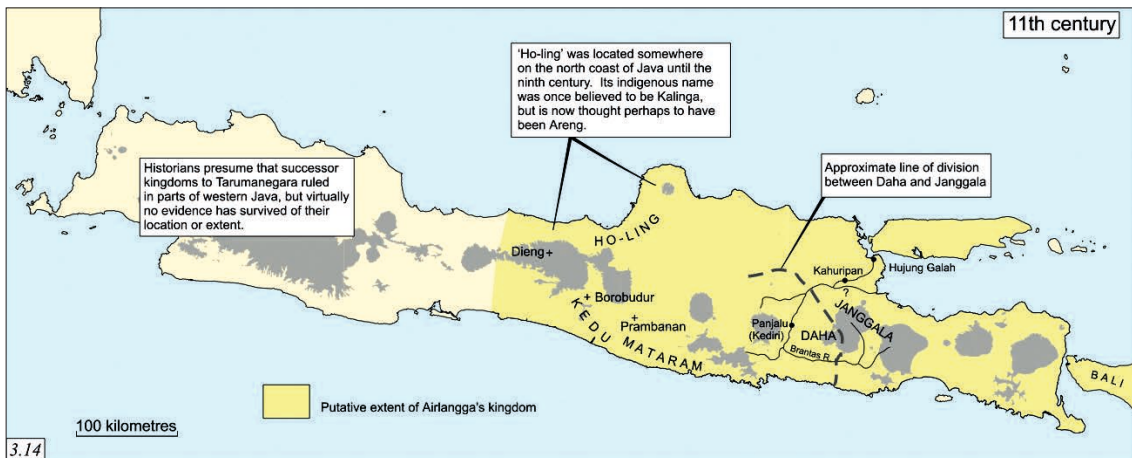 11th century
'Ho-ling' was located somewhere
on the north coast of Java until the
ninth century. Its indigenous name
was once believed to be Kalinga,
but is now thought perhaps to have
been Areng.
Historians presume that successor
kingdoms to Tarumanegara ruled
in parts of western Java, but virtually
no evidence has survived of their
location or extent.
Approximate line of division
between Daha and Janggala
HO-LING
Dieng
Borobudur
Prambanan
KEDU MATARAM
Kahuripan
Hujung Galah
?
JANGGALA
Panjalu
(Kediri)
DAHA
Brantas R.
BALI
Putative extent of Airlangga's kingdom
100 kilometres
3.14